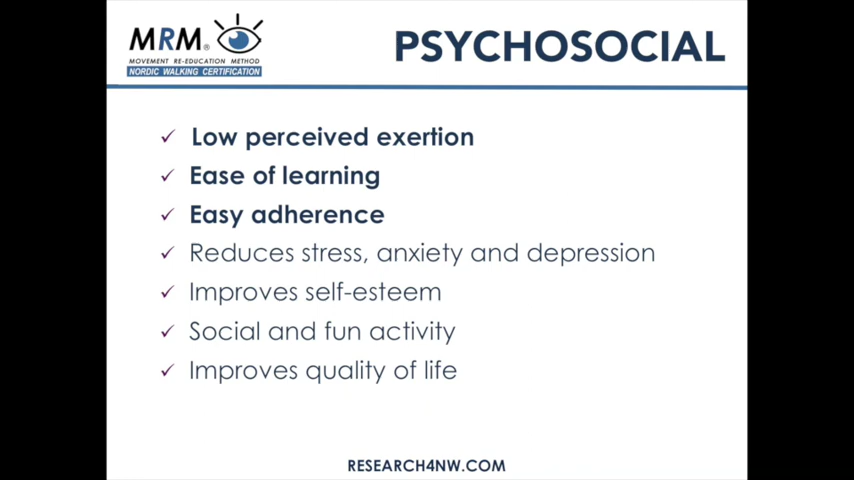 MRM®
MOVEMENT RE-EDUCATION METHOD
NORDIC WALKING CERTIFICATION
PSYCHOSOCIAL
✓ Low perceived exertion
✓ Ease of learning
✓ Easy adherence
✓ Reduces stress, anxiety and depression
✓ Improves self-esteem
✓ Social and fun activity
✓ Improves quality of life
RESEARCH4NW.COM